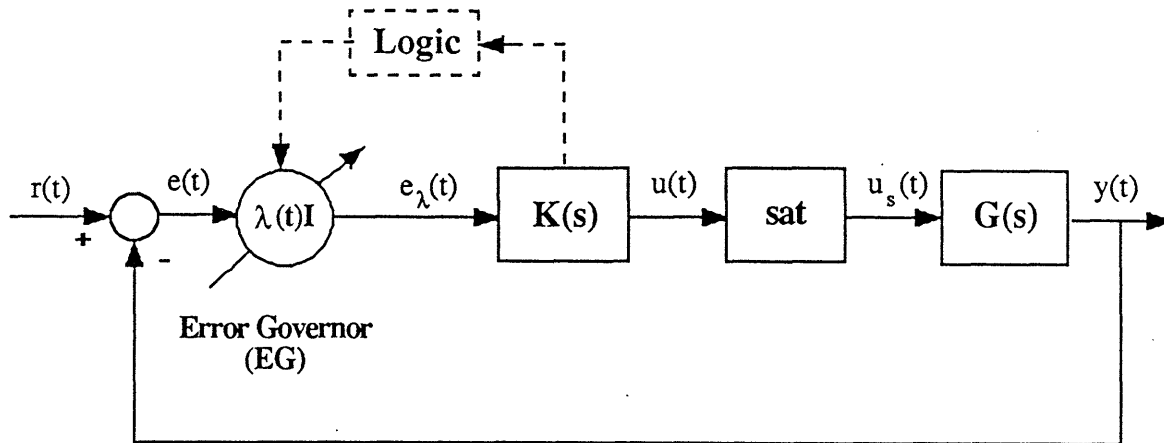 Logic
r(t)
e(t)
λ(t)I
e_λ(t)
K(s)
u(t)
sat
u_s(t)
G(s)
y(t)
+
-
Error Governor
(EG)